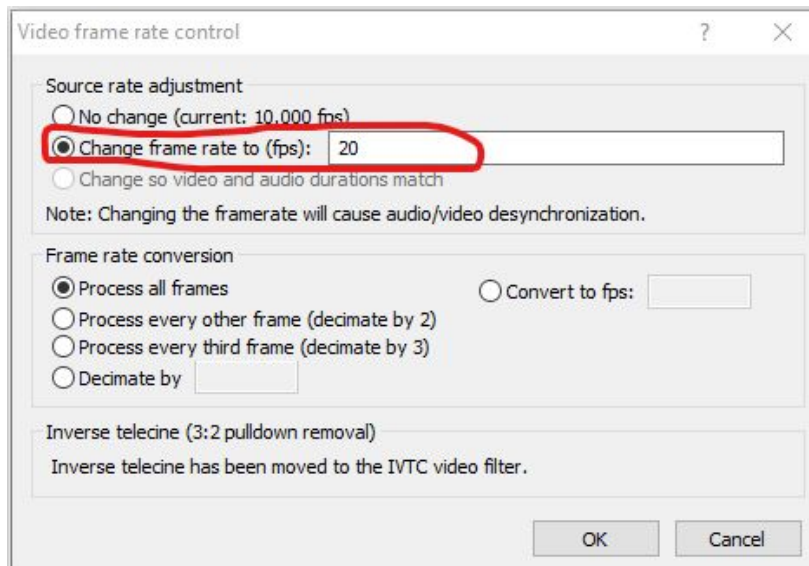 Video frame rate control
?
Source rate adjustment
No change (current: 10.000 fps)
Change frame rate to (fps): 20
Change so video and audio durations match
Note: Changing the framerate will cause audio/video desynchronization.
Frame rate conversion
Process all frames
Convert to fps:
Process every other frame (decimate by 2)
Process every third frame (decimate by 3)
Decimate by
Inverse telecine (3:2 pulldown removal)
Inverse telecine has been moved to the IVTC video filter.
OK
Cancel